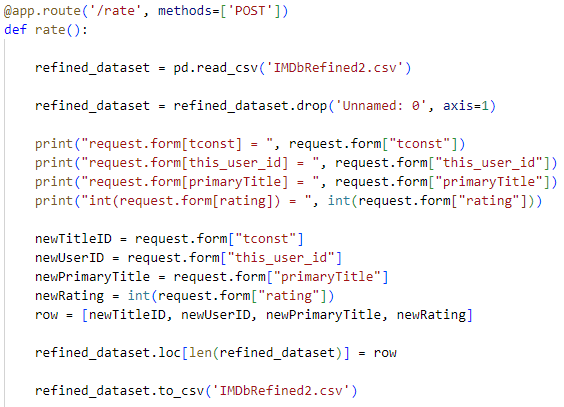 @app.route('/rate', methods=['POST'])
def rate():
refined_dataset = pd.read_csv('IMDbRefined2.csv')
refined_dataset = refined_dataset.drop('Unnamed: 0', axis=1)
print("request.form[tconst] = ", request.form["tconst"])
print("request.form[this_user_id] = ", request.form["this_user_id"])
print("request.form[primaryTitle] = ", request.form["primaryTitle"])
print("int(request.form[rating]) = ", int(request.form["rating"]))
newTitleID = request.form["tconst"]
newUserID = request.form["this_user_id"]
newPrimaryTitle = request.form["primaryTitle"]
newRating = int(request.form["rating"])
row = [newTitleID, newUserID, newPrimaryTitle, newRating]
refined_dataset.loc[len(refined_dataset)] = row
refined_dataset.to_csv('IMDbRefined2.csv')